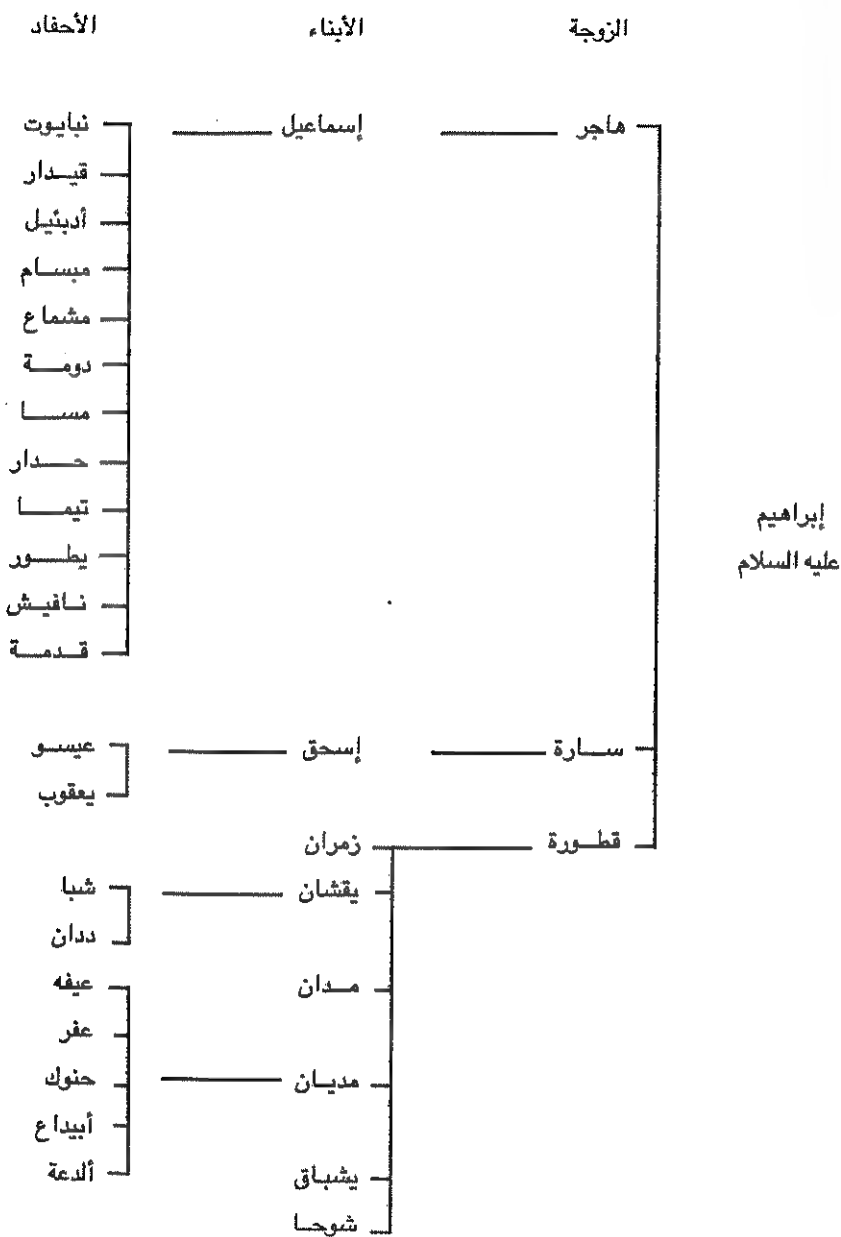 الزوجة الأبناء الأحفاد
هاجر إسماعيل نبايوت
قيدار
أدبئيل
مبسام
مشماع
دومة
مسا
حدار
تيما
إبراهيم
عليه السلام
يطور
نافيش
قدمة
سارة إسحق عيسو
يعقوب
قطورة زمران
يقشان شبا
ددان
مدان عيفه
عفر
مديان حنوك
أبيداع
يشباق ألدعة
شوحا